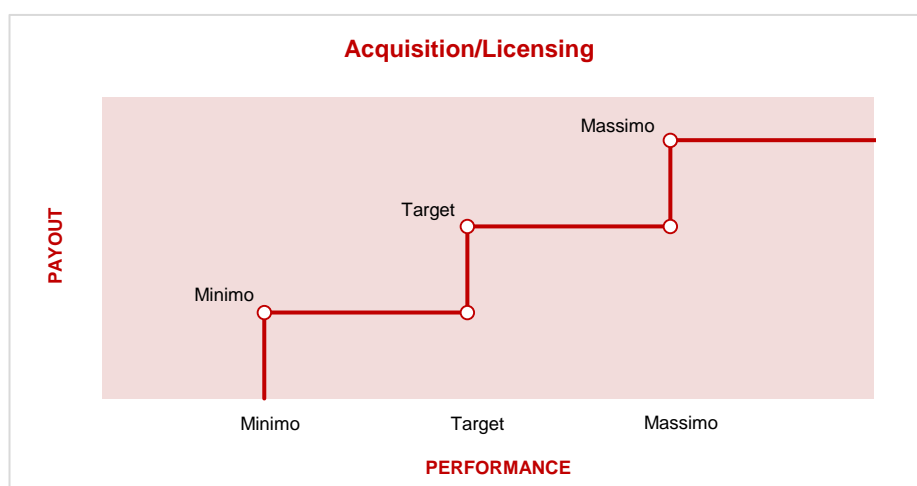 Acquisition/Licensing
Massimo
Target
Minimo
PAYOUT
Minimo Target Massimo
PERFORMANCE